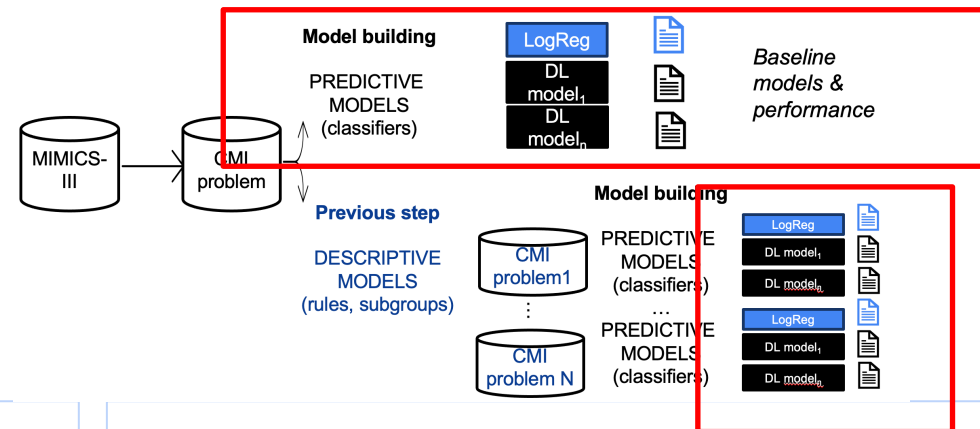 Model building
PREDICTIVE
MODELS
(classifiers)
LogReg
DL
model₁
DL
modelₙ
Baseline
models &
performance
MIMICS-
III
CMI
problem
Previous step
DESCRIPTIVE
MODELS
(rules, subgroups)
Model building
CMI
problem1
⋮
CMI
problem N
PREDICTIVE
MODELS
(classifiers)
...
PREDICTIVE
MODELS
(classifiers)
LogReg
DL model₁
DL modelₙ
LogReg
DL model₁
DL modelₙ